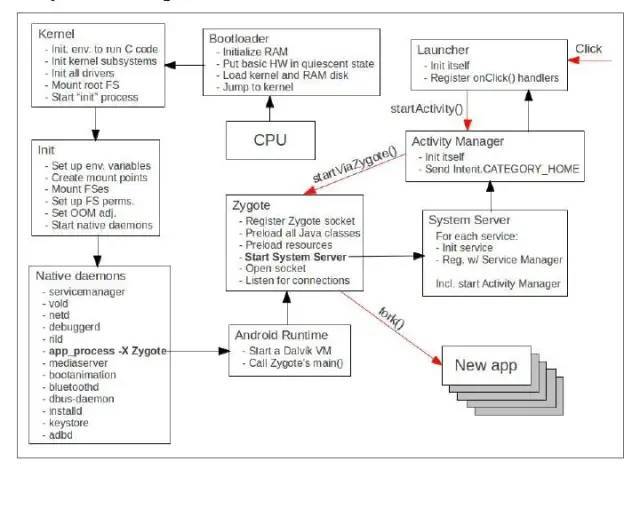 Kernel
- Init. env. to run C code
- Init kernel subsystems
- Init all drivers
- Mount root FS
- Start "init" process
Bootloader
- Initialize RAM
- Put basic HW in quiescent state
- Load kernel and RAM disk
- Jump to kernel
CPU
Launcher
- Init itself
- Register onClick() handlers
Click
startActivity()
Activity Manager
- Init itself
- Send Intent.CATEGORY_HOME
startViaZygote()
Init
- Set up env. variables
- Create mount points
- Mount FSes
- Set up FS perms.
- Set OOM adj.
- Start native daemons
Zygote
- Register Zygote socket
- Preload all Java classes
- Preload resources
- Start System Server
- Open socket
- Listen for connections
System Server
For each service:
- Init service
- Reg. w/ Service Manager
Incl. start Activity Manager
Native daemons
- servicemanager
- vold
- netd
- debuggerd
- rild
- app_process -X Zygote
- mediaserver
- bootanimation
- bluetoothd
- dbus-daemon
- installd
- keystore
- adbd
Android Runtime
- Start a Dalvik VM
- Call Zygote's main()
fork()
New app